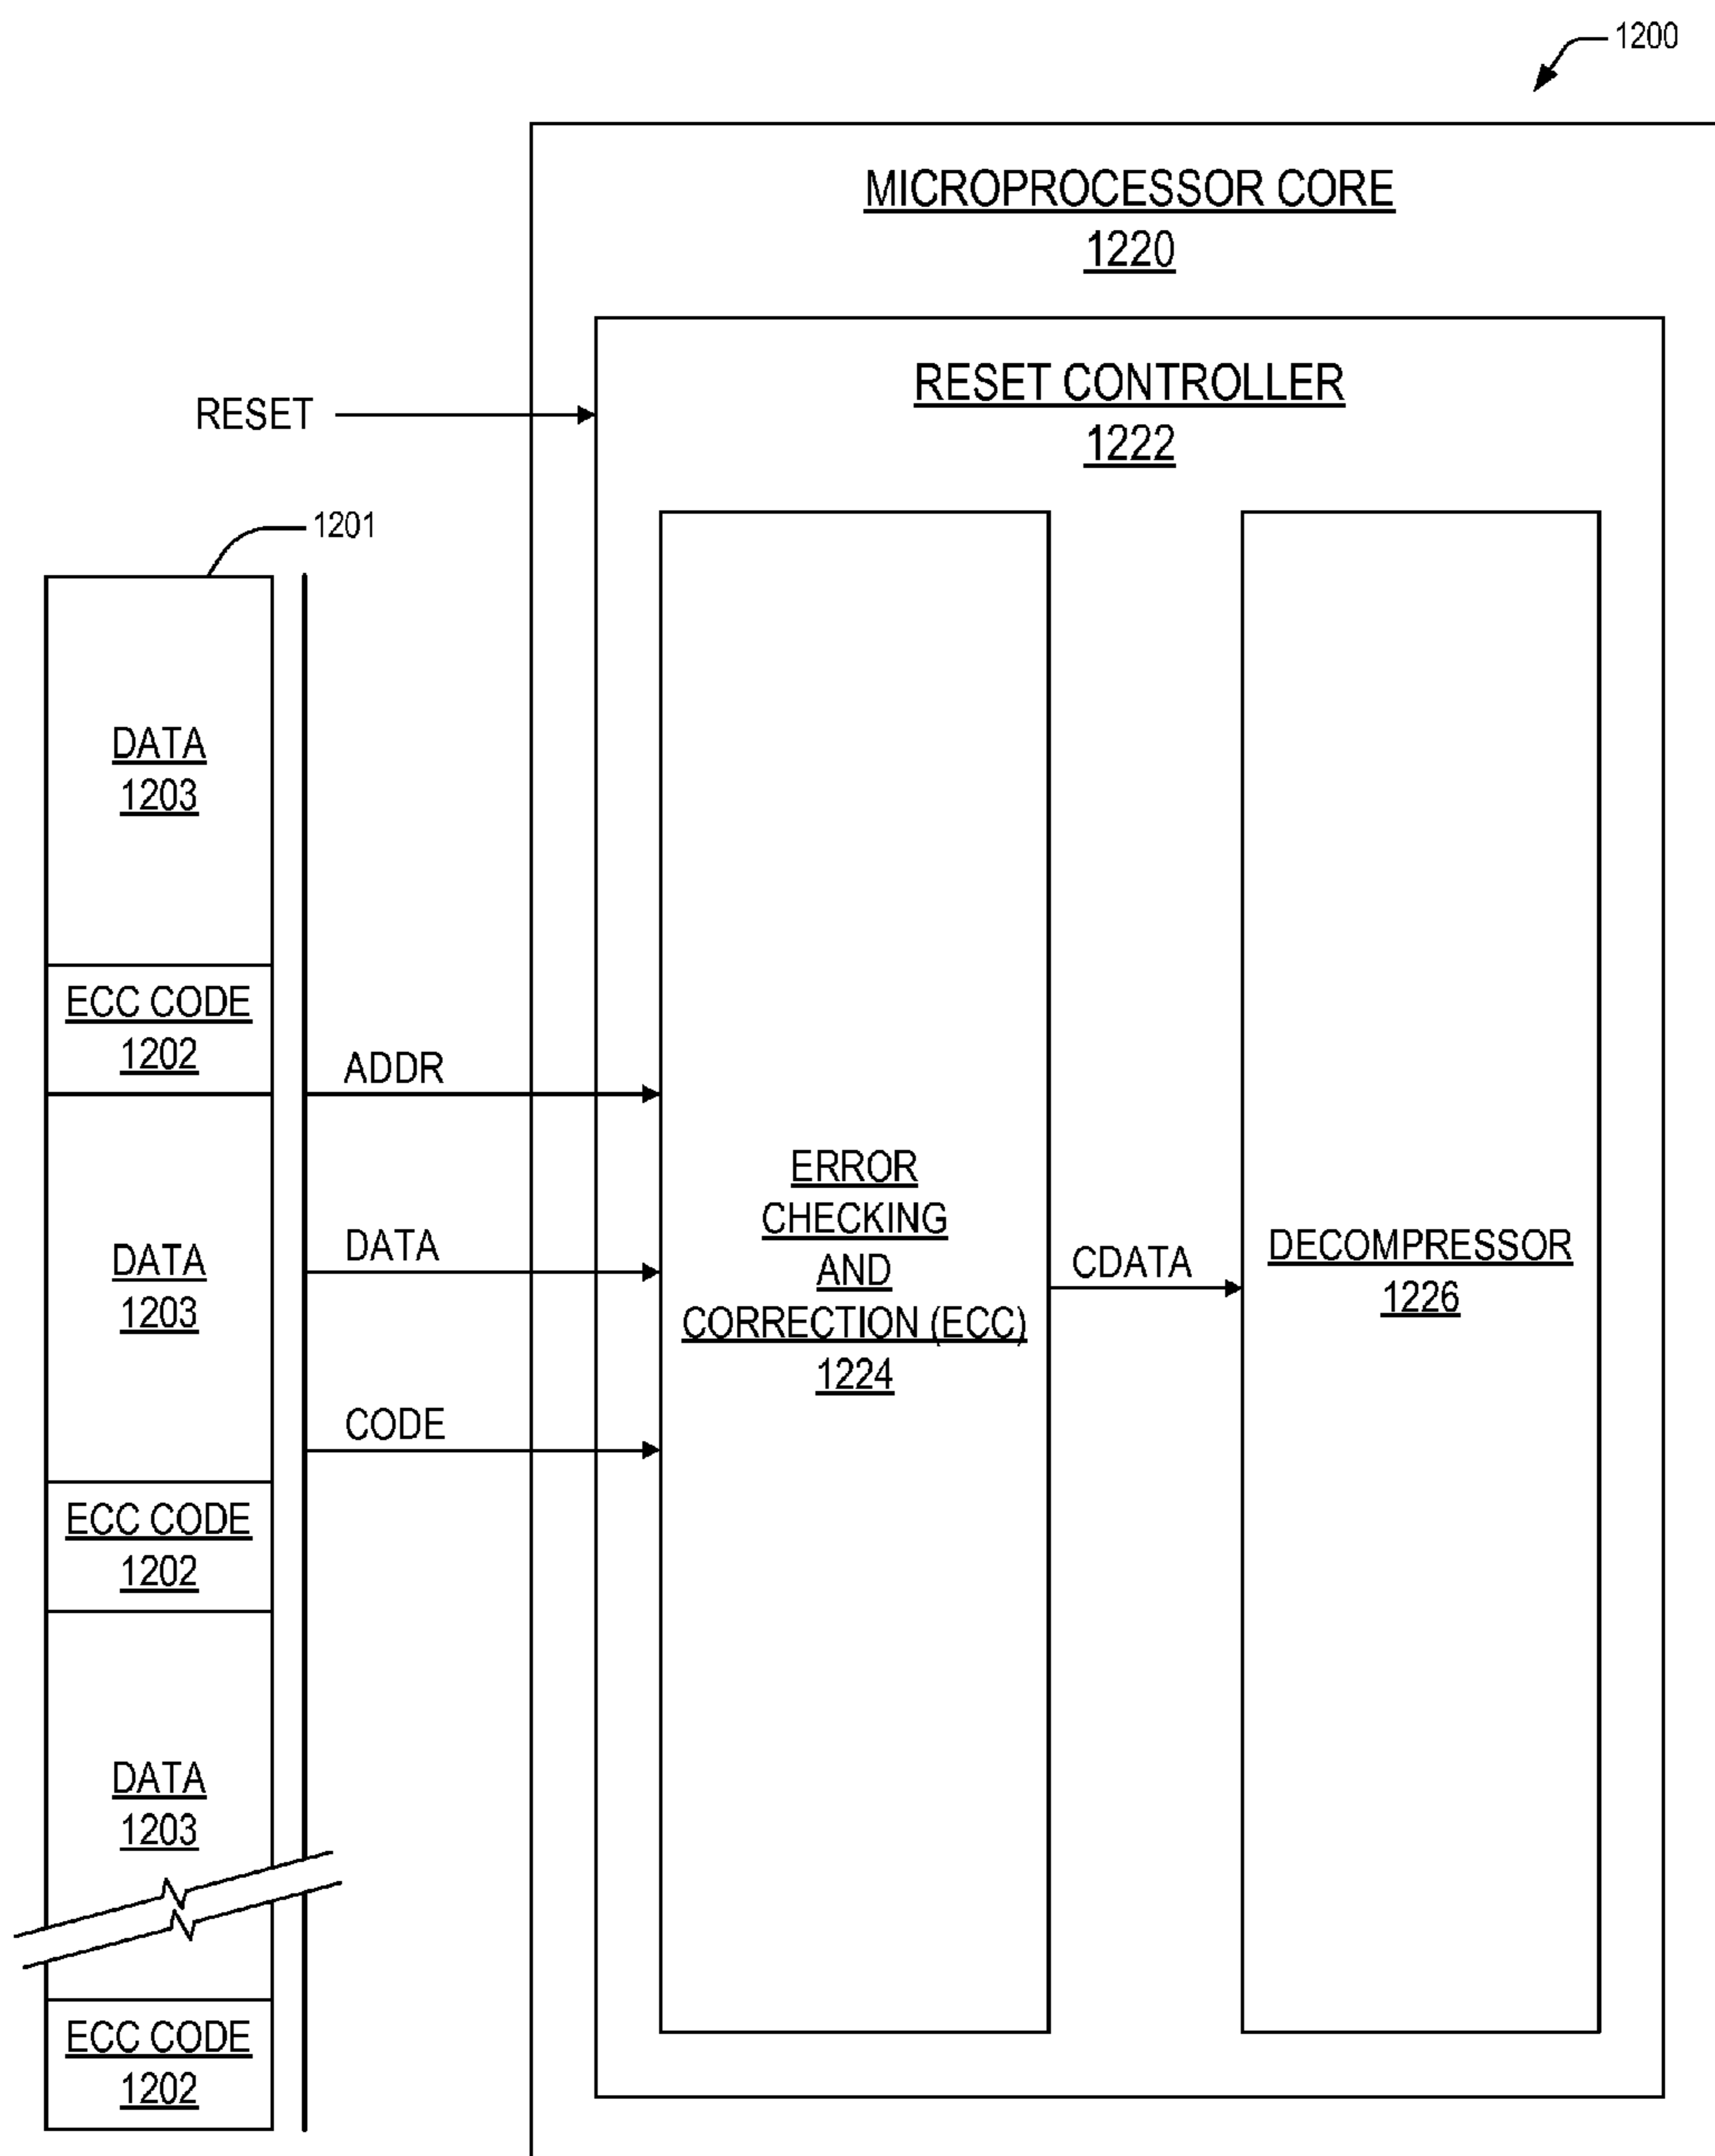 1200
MICROPROCESSOR CORE
1220
RESET CONTROLLER
1222
RESET
1201
DATA
1203
ECC CODE
1202
ADDR
DATA
1203
DATA
CODE
ECC CODE
1202
DATA
1203
ECC CODE
1202
ERROR
CHECKING
AND
CORRECTION (ECC)
1224
CDATA
DECOMPRESSOR
1226